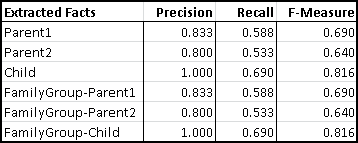 Extracted Facts Precision Recall F-Measure
Parent1 0.833 0.588 0.690
Parent2 0.800 0.533 0.640
Child 1.000 0.690 0.816
FamilyGroup-Parent1 0.833 0.588 0.690
FamilyGroup-Parent2 0.800 0.533 0.640
FamilyGroup-Child 1.000 0.690 0.816